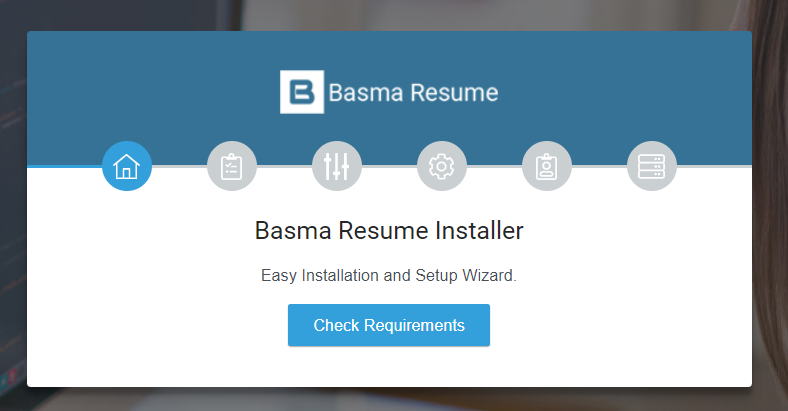 Basma Resume
Basma Resume Installer
Easy Installation and Setup Wizard.
Check Requirements